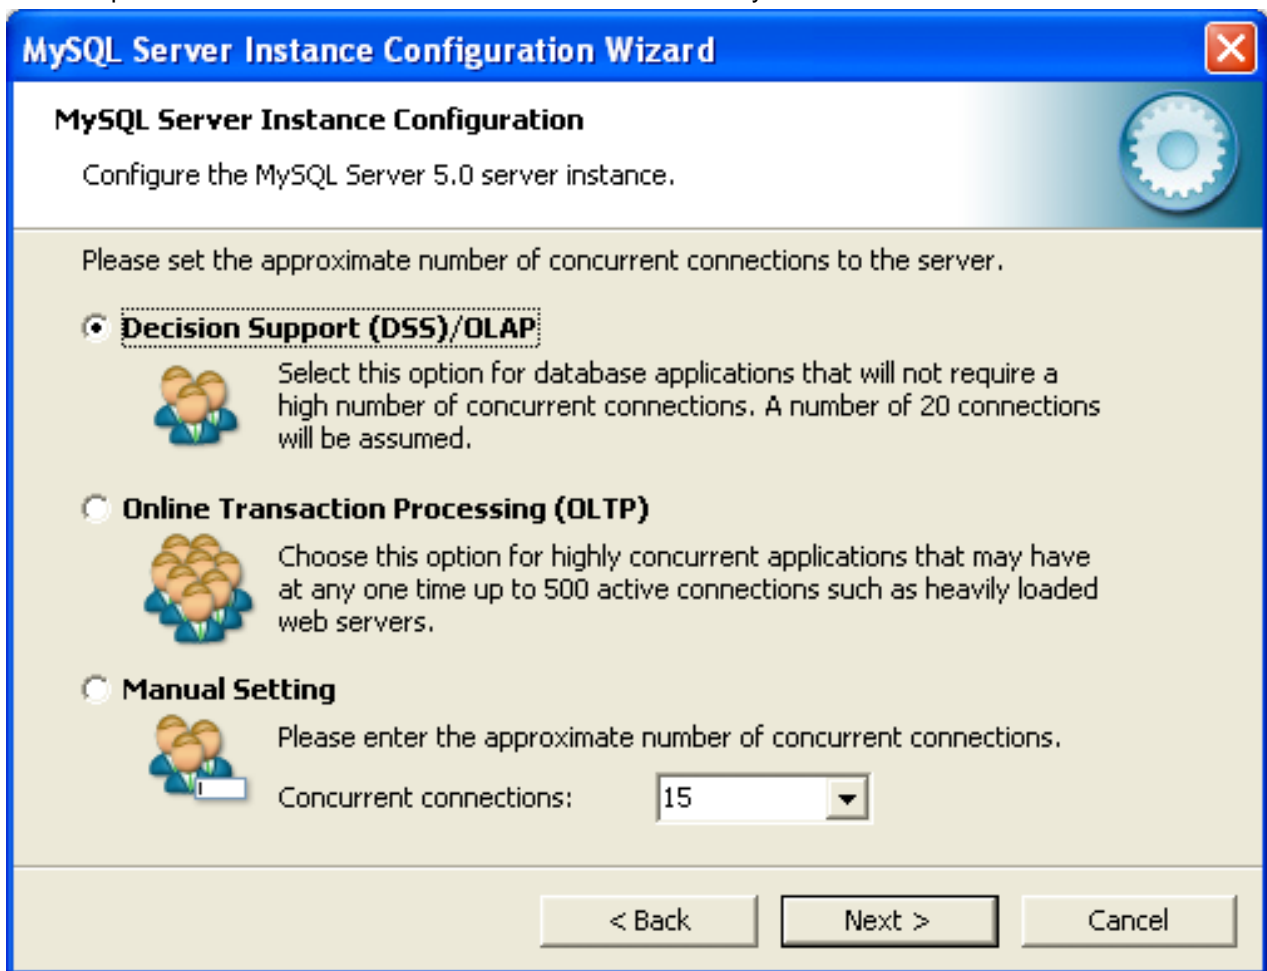 MySQL Server Instance Configuration Wizard
MySQL Server Instance Configuration
Configure the MySQL Server 5.0 server instance.
Please set the approximate number of concurrent connections to the server.
Decision Support (DSS)/OLAP
Select this option for database applications that will not require a
high number of concurrent connections. A number of 20 connections
will be assumed.
Online Transaction Processing (OLTP)
Choose this option for highly concurrent applications that may have
at any one time up to 500 active connections such as heavily loaded
web servers.
Manual Setting
Please enter the approximate number of concurrent connections.
Concurrent connections: 15
< Back Next > Cancel